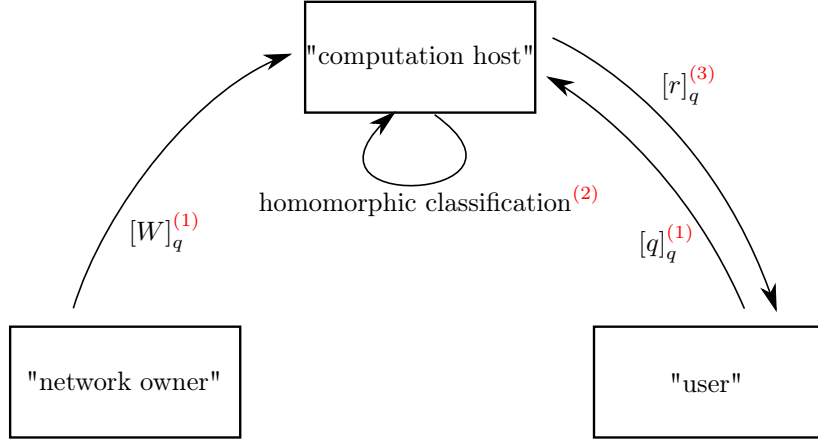 "computation host"
[r]_q^(3)
homomorphic classification^(2)
[W]_q^(1)
[q]_q^(1)
"network owner"
"user"